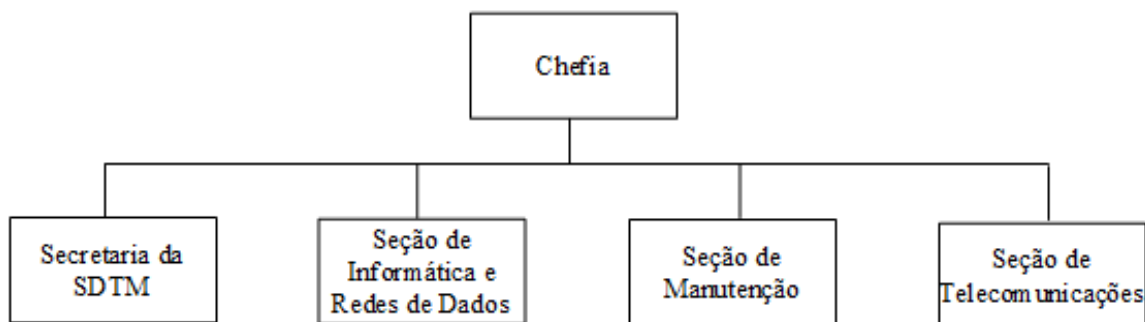 Chefia
Secretaria da
SDTM
Seção de
Informática e
Redes de Dados
Seção de
Manutenção
Seção de
Telecomunicações